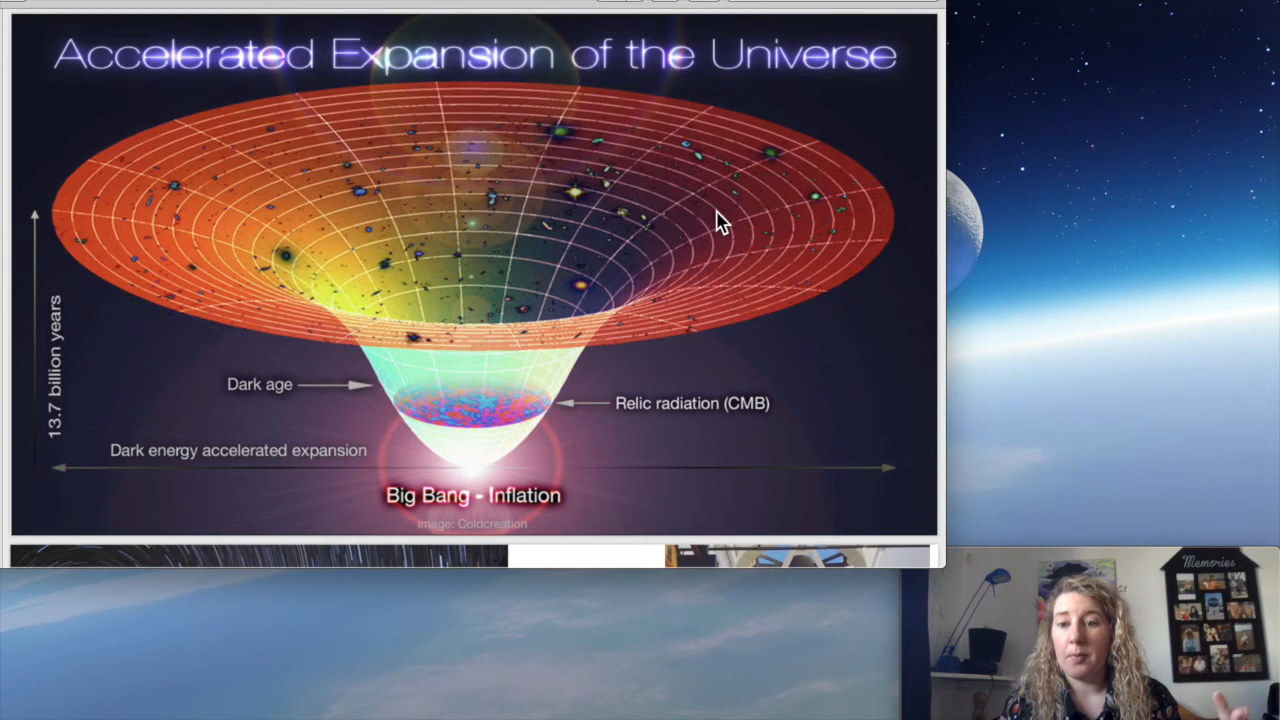 Accelerated Expansion of the Universe
13.7 billion years
Dark age
Relic radiation (CMB)
Dark energy accelerated expansion
Big Bang - Inflation
Image: Coldcreation
Memories